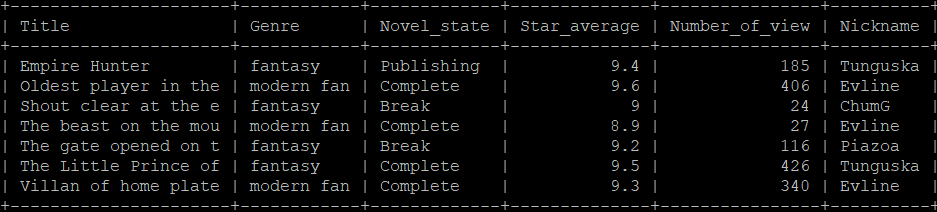 | Title | Genre | Novel_state | Star_average | Number_of_view | Nickname |
| Empire Hunter | fantasy | Publishing | 9.4 | 185 | Tunguska |
| Oldest player in the | modern fan | Complete | 9.6 | 406 | Evline |
| Shout clear at the e | fantasy | Break | 9 | 24 | ChumG |
| The beast on the mou | modern fan | Complete | 8.9 | 27 | Evline |
| The gate opened on t | fantasy | Break | 9.2 | 116 | Piazoa |
| The Little Prince of | fantasy | Complete | 9.5 | 426 | Tunguska |
| Villan of home plate | modern fan | Complete | 9.3 | 340 | Evline |